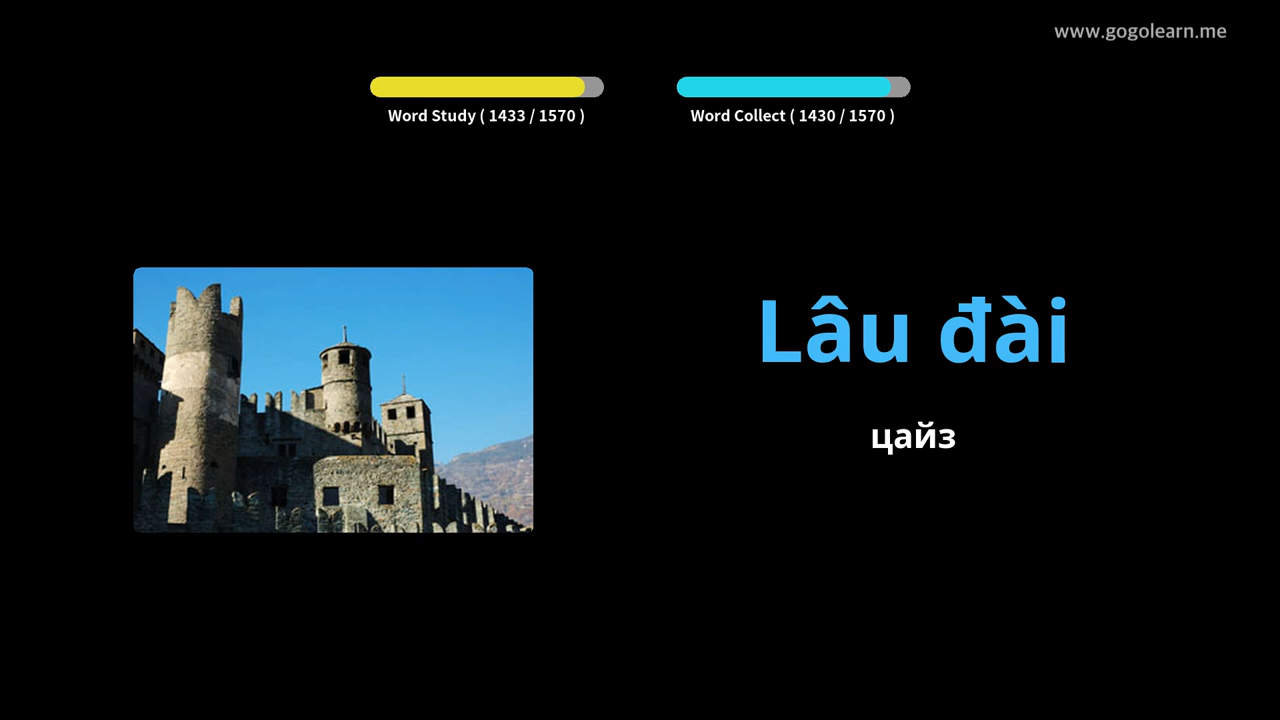 www.gogolearn.me
Word Study ( 1433 / 1570 )
Word Collect ( 1430 / 1570 )
Lâu đài
цайз